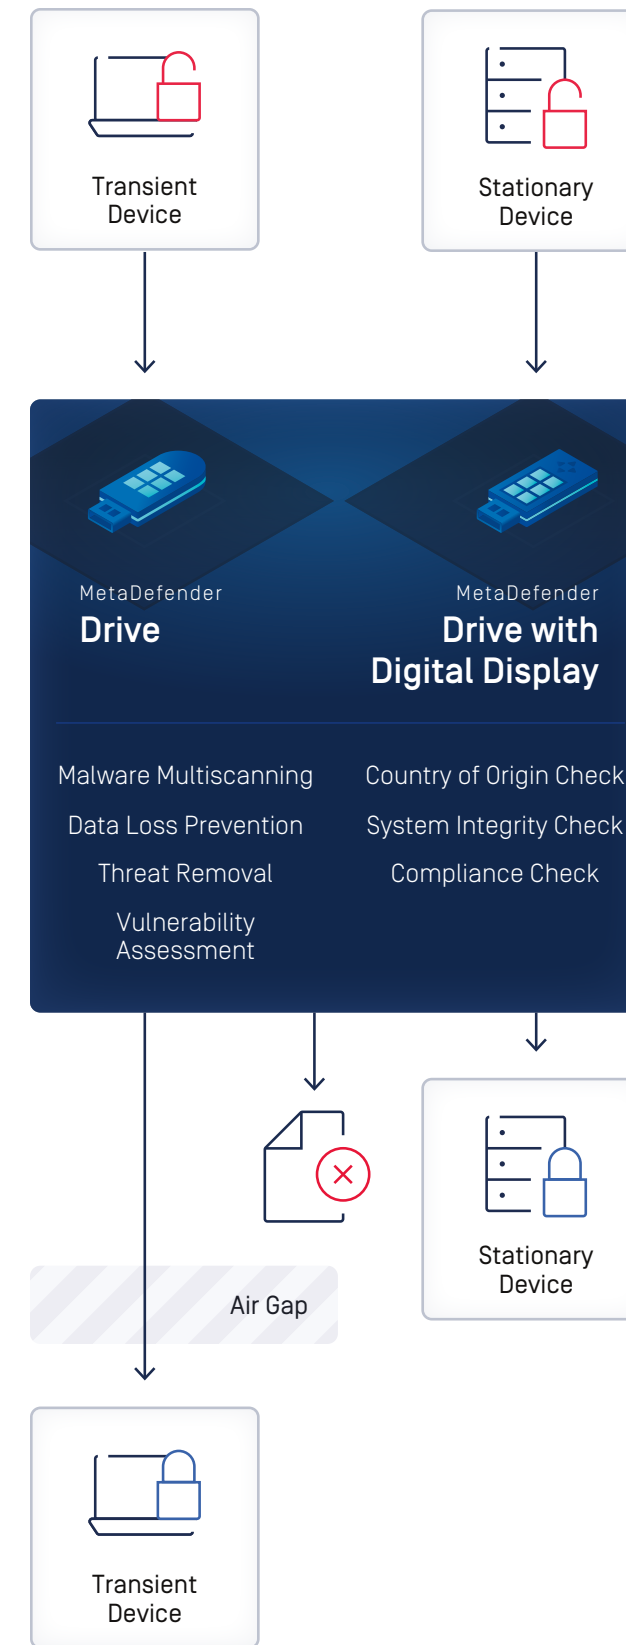 Transient
Device
Stationary
Device
MetaDefender
Drive
MetaDefender
Drive with
Digital Display
Malware Multiscanning
Data Loss Prevention
Threat Removal
Vulnerability
Assessment
Country of Origin Check
System Integrity Check
Compliance Check
Stationary
Device
Air Gap
Transient
Device